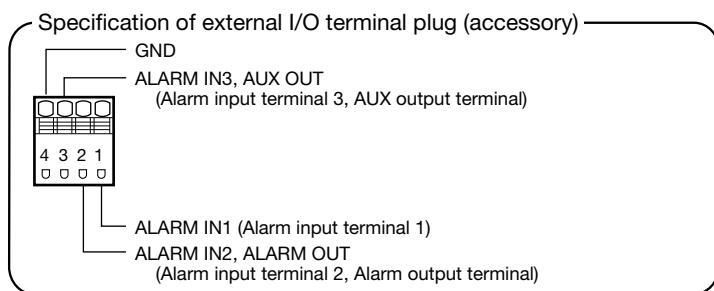 Specification of external I/O terminal plug (accessory)
GND
ALARM IN3, AUX OUT
(Alarm input terminal 3, AUX output terminal)
4 3 2 1
ALARM IN1 (Alarm input terminal 1)
ALARM IN2, ALARM OUT
(Alarm input terminal 2, Alarm output terminal)